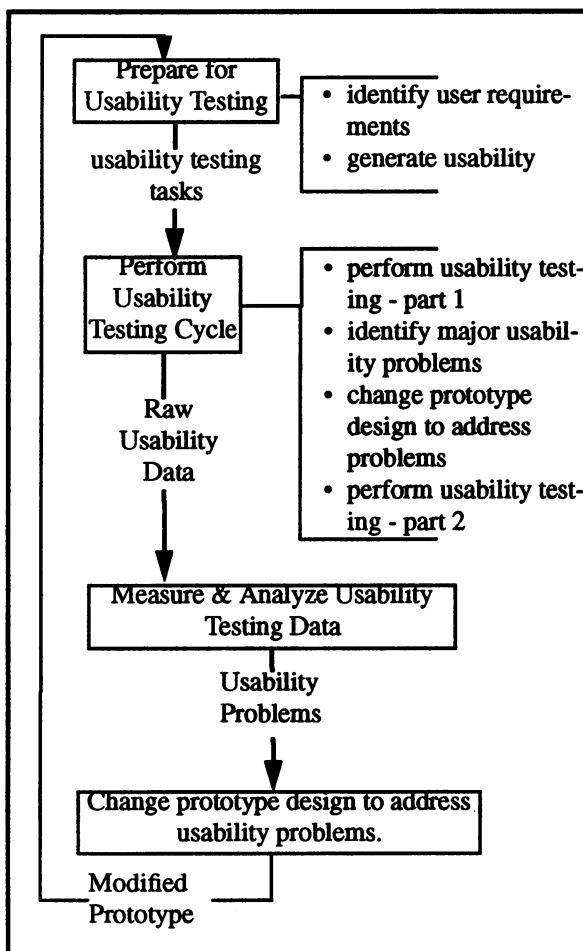 Prepare for
Usability Testing
• identify user require-
ments
• generate usability
usability testing
tasks
Perform
Usability
Testing Cycle
• perform usability test-
ing - part 1
• identify major usabil-
ity problems
• change prototype
design to address
problems
• perform usability test-
ing - part 2
Raw
Usability
Data
Measure & Analyze Usability
Testing Data
Usability
Problems
Change prototype design to address
usability problems.
Modified
Prototype